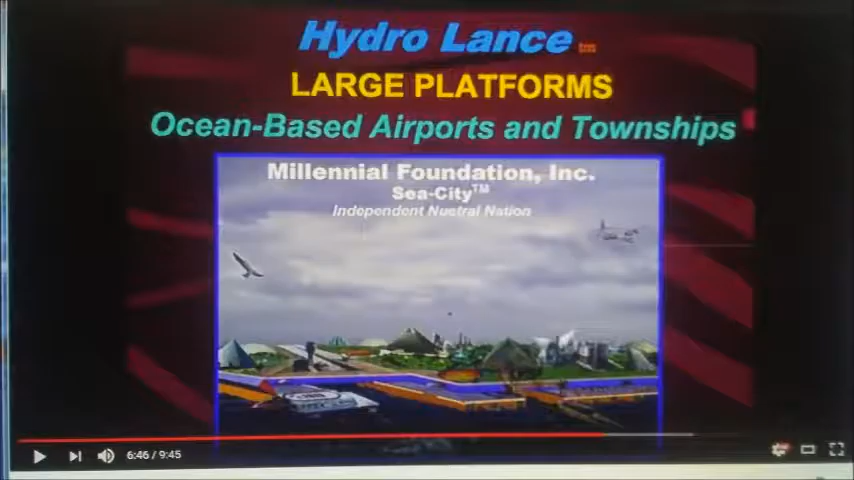 Hydro Lance tm
LARGE PLATFORMS
Ocean-Based Airports and Townships
Millennial Foundation, Inc.
Sea-City™
Independent Nustral Nation
6:46 / 9:45